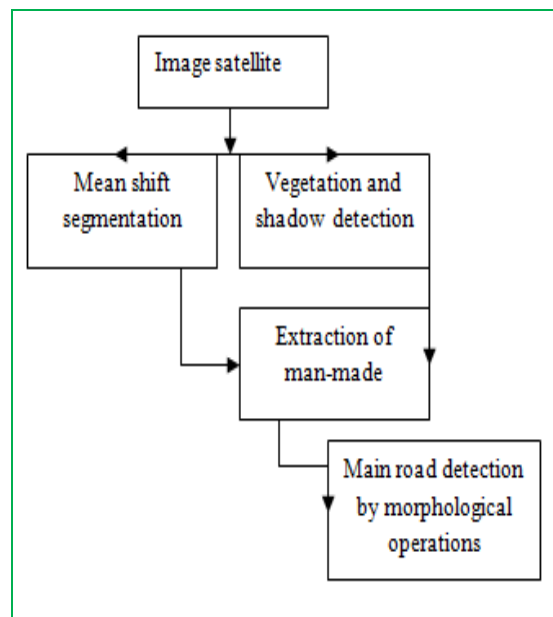 Image satellite
Mean shift
segmentation
Vegetation and
shadow detection
Extraction of
man-made
Main road detection
by morphological
operations